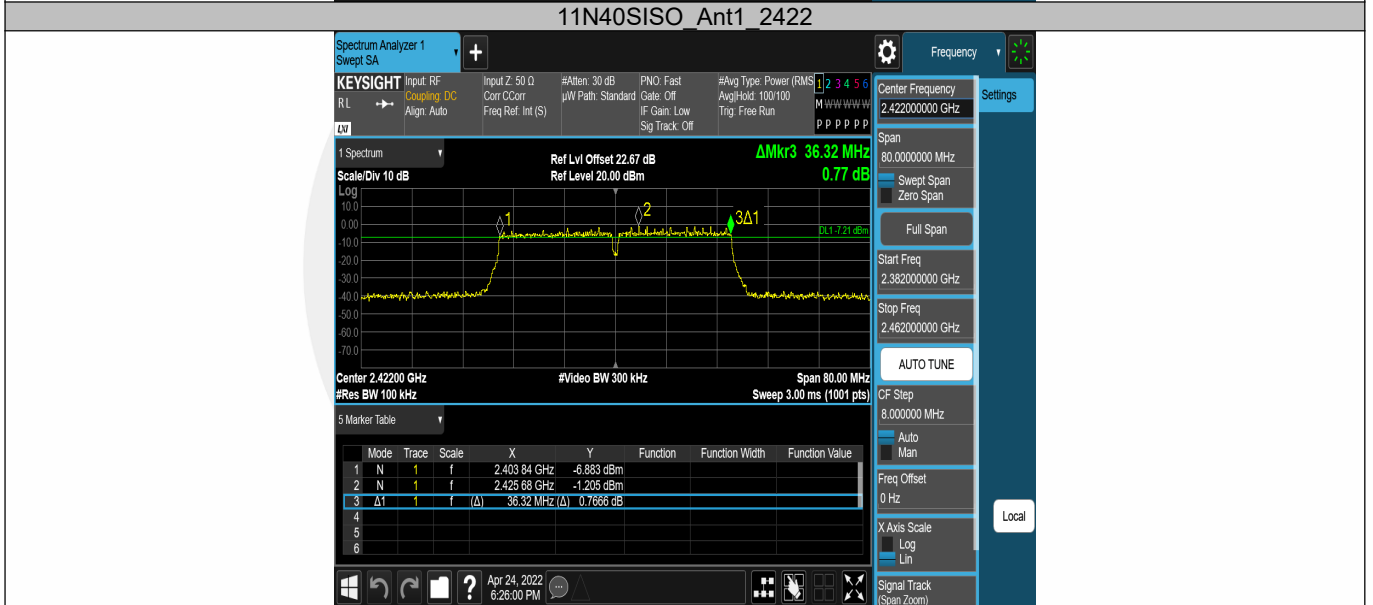 11N40SISO_Ant1_2422
Spectrum Analyzer 1
Swept SA
+
Frequency
KEYSIGHT
Input: RF
Input Z: 50 Ω
#Atten: 30 dB
PNO: Fast
#Avg Type: Power (RMS
1 2 3 4 5 6
R L
Coupling: DC
Corr CCorr
µW Path: Standard
Gate: Off
Avg|Hold: 100/100
M W W W W W
Align: Auto
Freq Ref: Int (S)
IF Gain: Low
Trig: Free Run
P P P P P P
LXI
Sig Track: Off
1 Spectrum
Ref Lvl Offset 22.67 dB
ΔMkr3 36.32 MHz
Scale/Div 10 dB
Ref Level 20.00 dBm
0.77 dB
Log
10.0
0.00
-10.0
-20.0
-30.0
-40.0
-50.0
-60.0
-70.0
1
2
3Δ1
DL1 -7.21 dBm
Center 2.42200 GHz
#Video BW 300 kHz
Span 80.00 MHz
#Res BW 100 kHz
Sweep 3.00 ms (1001 pts)
5 Marker Table
Mode Trace Scale X Y Function Function Width Function Value
1 N 1 f 2.403 84 GHz -6.883 dBm
2 N 1 f 2.425 68 GHz -1.205 dBm
3 Δ1 1 f (Δ) 36.32 MHz (Δ) 0.7666 dB
4
5
6
?
Apr 24, 2022
6:26:00 PM
Center Frequency
2.422000000 GHz
Settings
Span
80.0000000 MHz
Swept Span
Zero Span
Full Span
Start Freq
2.382000000 GHz
Stop Freq
2.462000000 GHz
AUTO TUNE
CF Step
8.000000 MHz
Auto
Man
Freq Offset
0 Hz
Local
X Axis Scale
Log
Lin
Signal Track
(Span Zoom)